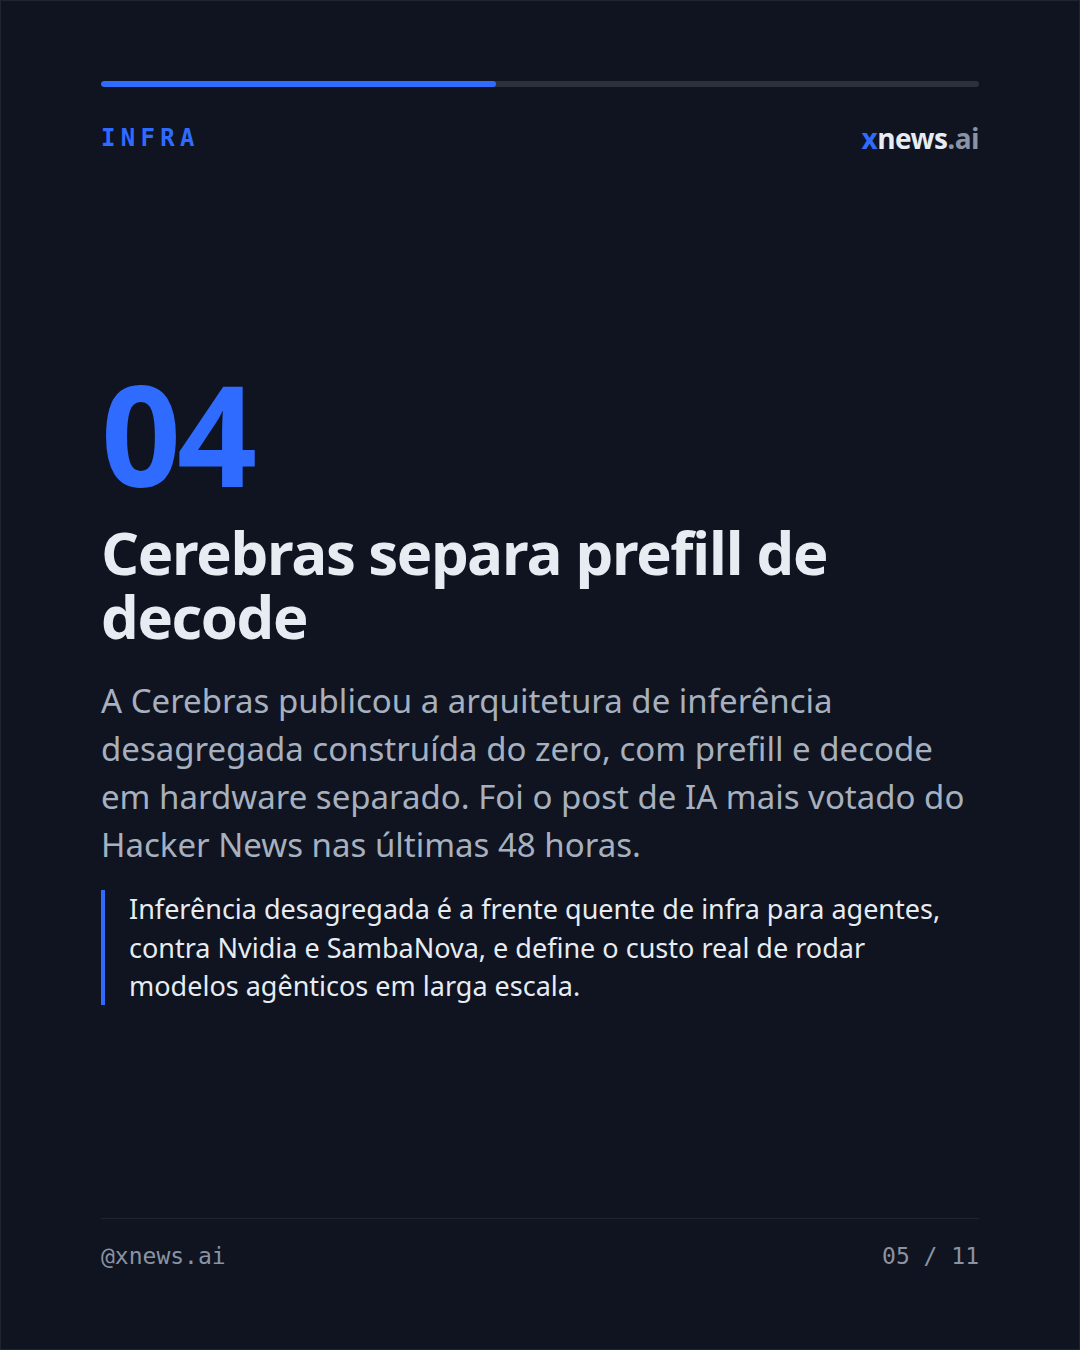 INFRA
xnews.ai
04
Cerebras separa prefill de
decode
A Cerebras publicou a arquitetura de inferência
desagregada construída do zero, com prefill e decode
em hardware separado. Foi o post de IA mais votado do
Hacker News nas últimas 48 horas.
Inferência desagregada é a frente quente de infra para agentes,
contra Nvidia e SambaNova, e define o custo real de rodar
modelos agênticos em larga escala.
@xnews.ai
05 / 11